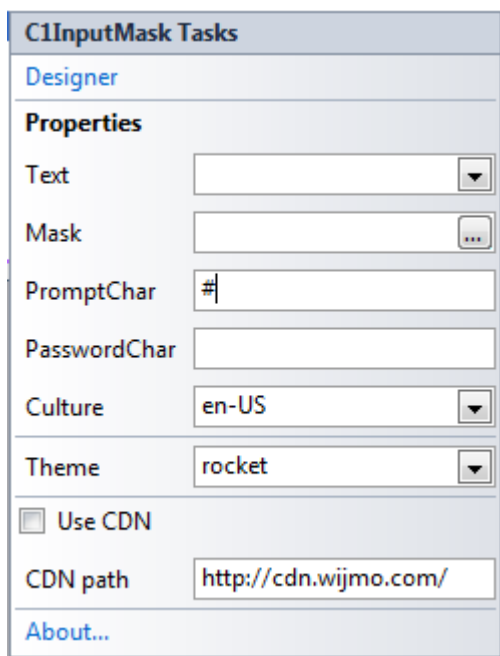 C1InputMask Tasks
Designer
Properties
Text
Mask ...
PromptChar #
PasswordChar
Culture en-US
Theme rocket
Use CDN
CDN path http://cdn.wijmo.com/
About...